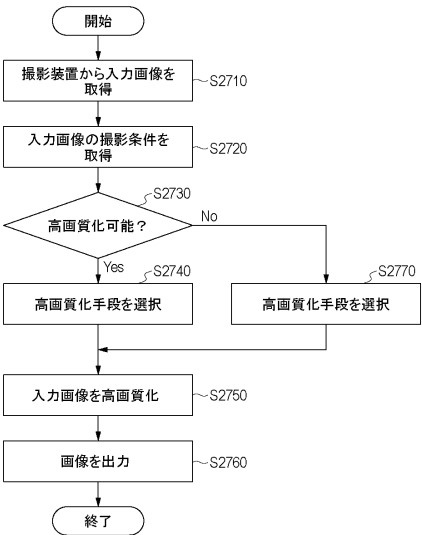 開始
撮影装置から入力画像を
取得
S2710
入力画像の撮影条件を
取得
S2720
S2730
高画質化可能？
No
Yes
S2740
高画質化手段を選択
S2770
高画質化手段を選択
入力画像を高画質化
S2750
画像を出力
S2760
終了